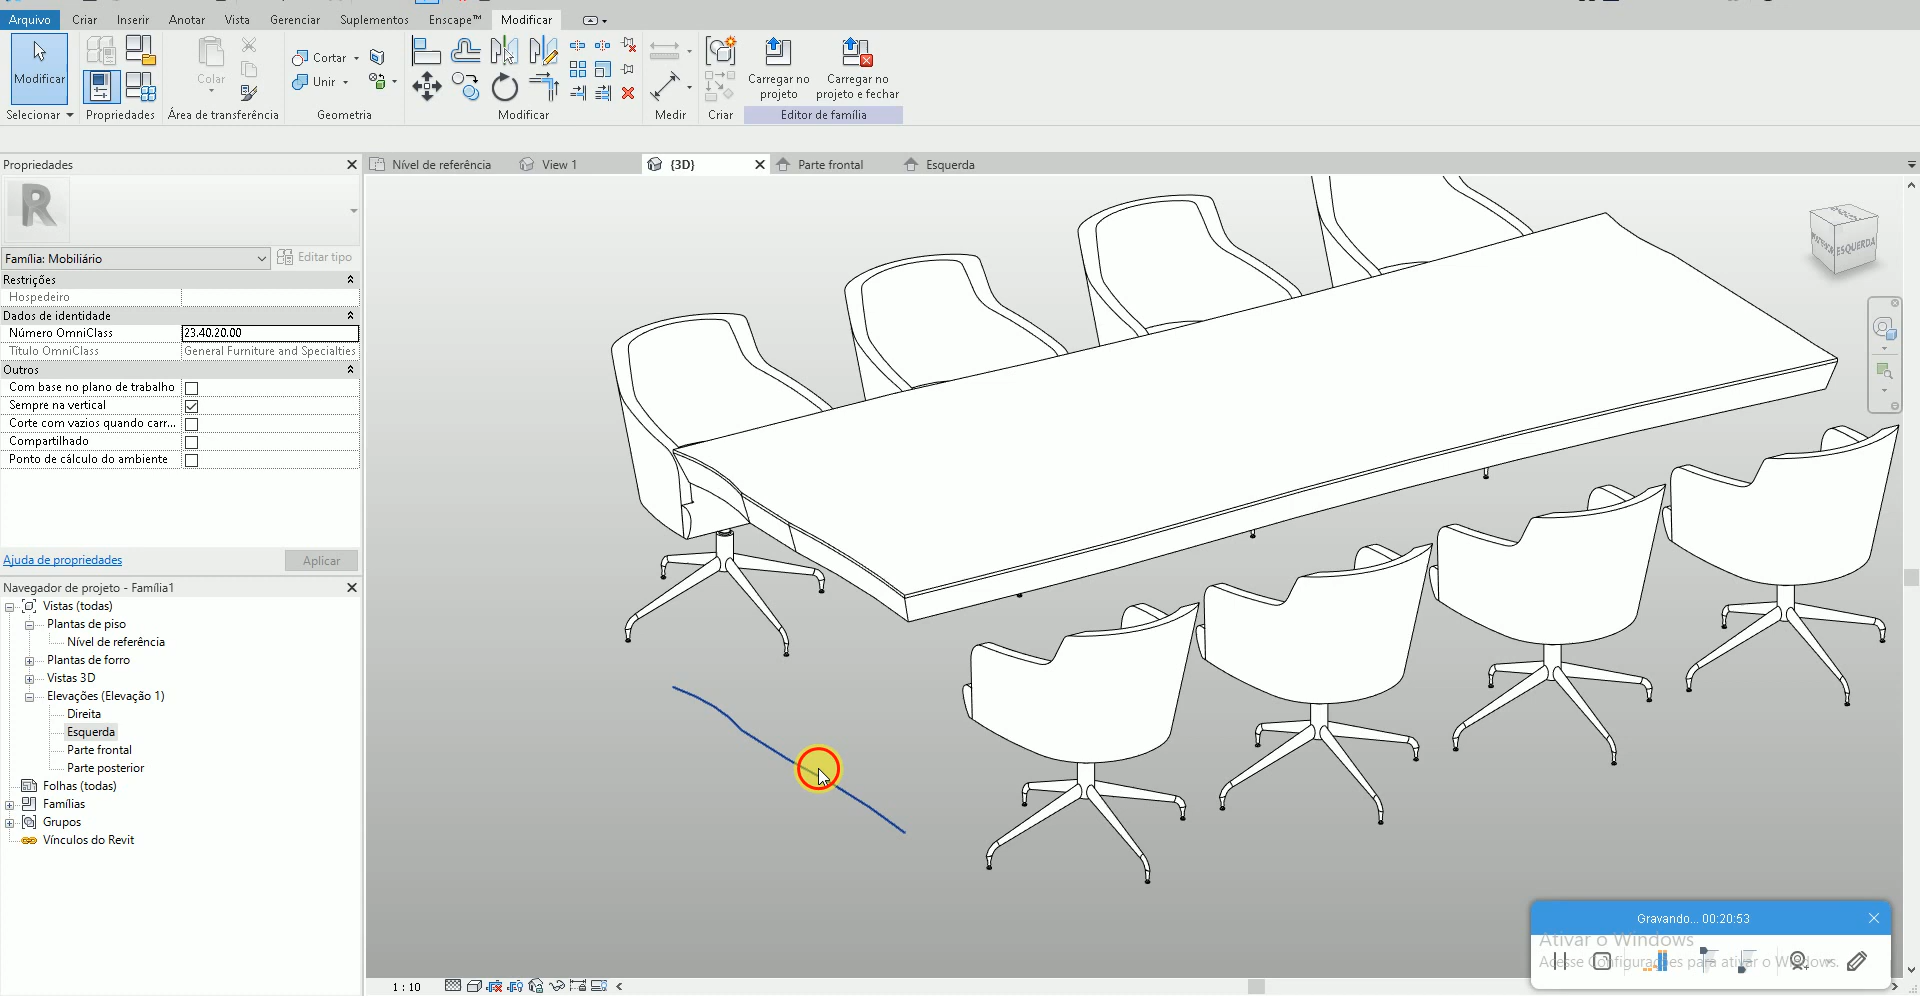 Arquivo Criar Inserir Anotar Vista Gerenciar Suplementos Enscape™ Modificar
Modificar
Colar
Cortar
Unir
Carregar no projeto
Carregar no projeto e fechar
Selecionar Propriedades Área de transferência Geometria Modificar Medir Criar Editor de família
Propriedades
Nível de referência View 1 {3D} Parte frontal Esquerda
R
Família: Mobiliário Editar tipo
Restrições
Hospedeiro
Dados de identidade
Número OmniClass 23.40.20.00
Título OmniClass General Furniture and Specialties
Outros
Com base no plano de trabalho
Sempre na vertical
Corte com vazios quando carr...
Compartilhado
Ponto de cálculo do ambiente
Ajuda de propriedades Aplicar
Navegador de projeto - Família1
Vistas (todas)
Plantas de piso
Nível de referência
Plantas de forro
Vistas 3D
Elevações (Elevação 1)
Direita
Esquerda
Parte frontal
Parte posterior
Folhas (todas)
Famílias
Grupos
Vínculos do Revit
ESQUERDA
Gravando... 00:20:53
Ativar o Windows
Acesse Configurações para ativar o Windows.
1 : 10